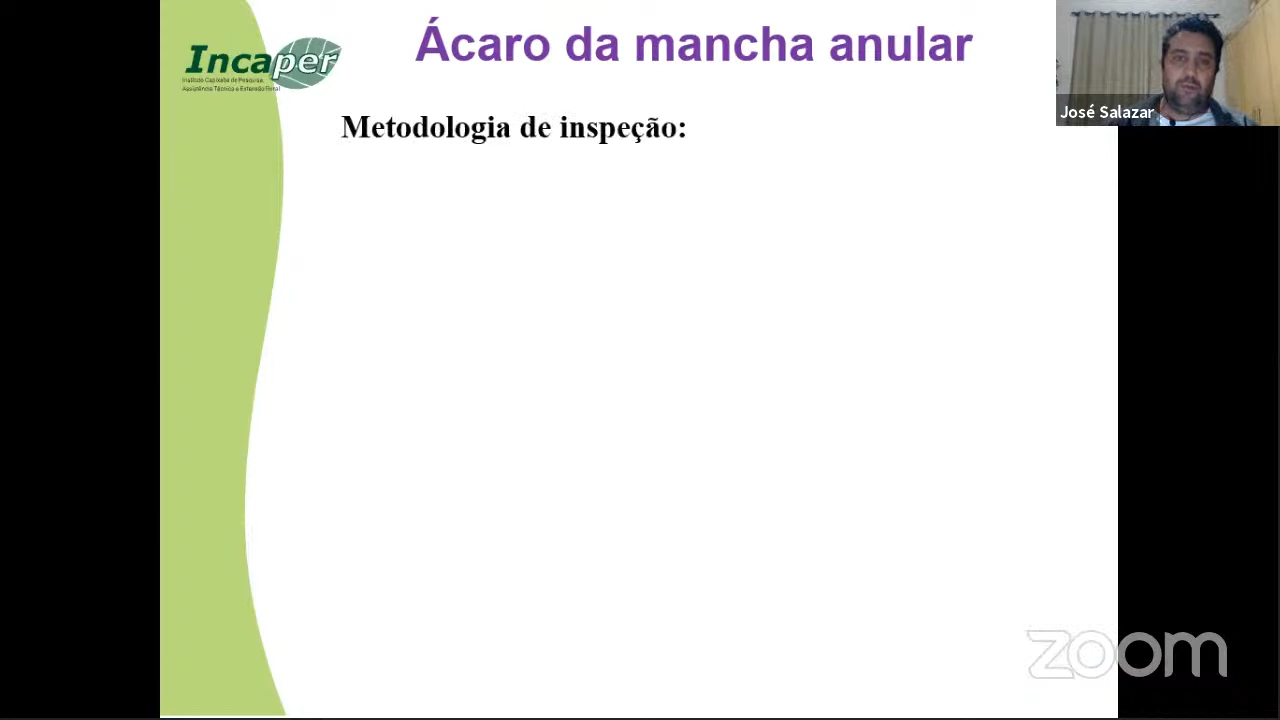 Ácaro da mancha anular
Incaper
Instituto Capixaba de Pesquisa,
Assistência Técnica e Extensão Rural
José Salazar
Metodologia de inspeção:
zoom